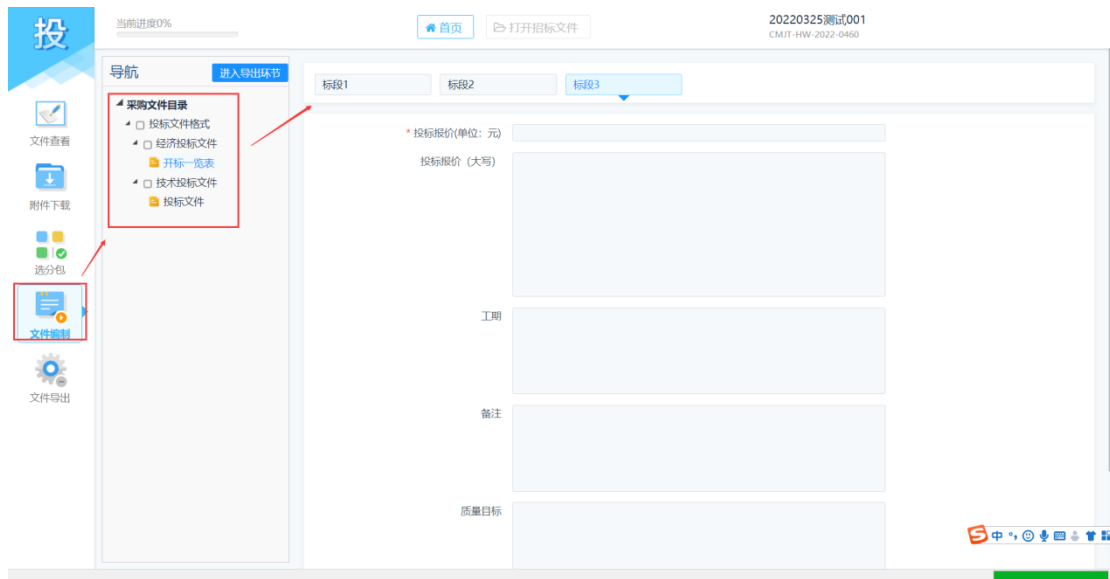 投
当前进度0%
首页
打开招标文件
20220325测试001
CMJT-HW-2022-0460
导航
进入导出环节
采购文件目录
投标文件格式
经济投标文件
开标一览表
技术投标文件
投标文件
文件查看
附件下载
选分包
文件编制
文件导出
标段1
标段2
标段3
* 投标报价(单位：元)
投标报价（大写）
工期
备注
质量目标
S 中